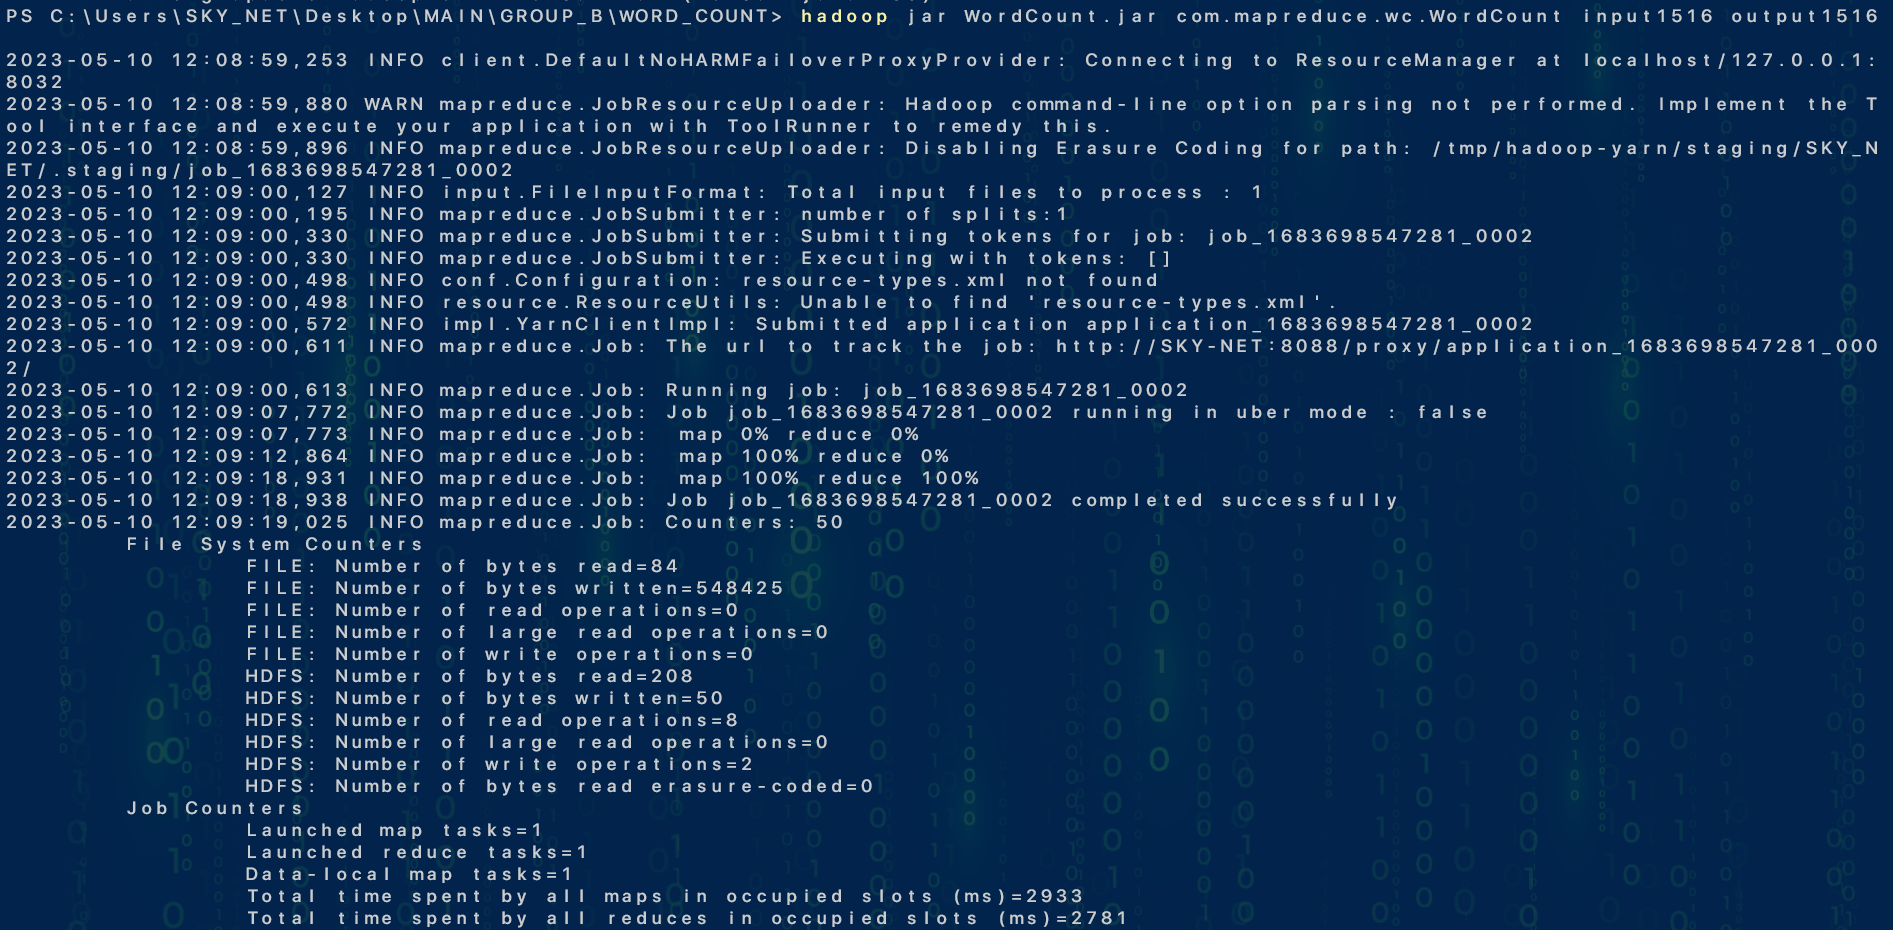 PS C:\Users\SKY_NET\Desktop\MAIN\GROUP_B\WORD_COUNT> hadoop jar WordCount.jar com.mapreduce.wc.WordCount input1516 output1516
2023-05-10 12:08:59,253 INFO client.DefaultNoHARMFailoverProxyProvider: Connecting to ResourceManager at localhost/127.0.0.1:
8032
2023-05-10 12:08:59,880 WARN mapreduce.JobResourceUploader: Hadoop command-line option parsing not performed. Implement the T
ool interface and execute your application with ToolRunner to remedy this.
2023-05-10 12:08:59,896 INFO mapreduce.JobResourceUploader: Disabling Erasure Coding for path: /tmp/hadoop-yarn/staging/SKY_N
ET/.staging/job_1683698547281_0002
2023-05-10 12:09:00,127 INFO input.FileInputFormat: Total input files to process : 1
2023-05-10 12:09:00,195 INFO mapreduce.JobSubmitter: number of splits:1
2023-05-10 12:09:00,330 INFO mapreduce.JobSubmitter: Submitting tokens for job: job_1683698547281_0002
2023-05-10 12:09:00,330 INFO mapreduce.JobSubmitter: Executing with tokens: []
2023-05-10 12:09:00,498 INFO conf.Configuration: resource-types.xml not found
2023-05-10 12:09:00,498 INFO resource.ResourceUtils: Unable to find 'resource-types.xml'.
2023-05-10 12:09:00,572 INFO impl.YarnClientImpl: Submitted application application_1683698547281_0002
2023-05-10 12:09:00,611 INFO mapreduce.Job: The url to track the job: http://SKY-NET:8088/proxy/application_1683698547281_000
2/
2023-05-10 12:09:00,613 INFO mapreduce.Job: Running job: job_1683698547281_0002
2023-05-10 12:09:07,772 INFO mapreduce.Job: Job job_1683698547281_0002 running in uber mode : false
2023-05-10 12:09:07,773 INFO mapreduce.Job:  map 0% reduce 0%
2023-05-10 12:09:12,864 INFO mapreduce.Job:  map 100% reduce 0%
2023-05-10 12:09:18,931 INFO mapreduce.Job:  map 100% reduce 100%
2023-05-10 12:09:18,938 INFO mapreduce.Job: Job job_1683698547281_0002 completed successfully
2023-05-10 12:09:19,025 INFO mapreduce.Job: Counters: 50
File System Counters
FILE: Number of bytes read=84
FILE: Number of bytes written=548425
FILE: Number of read operations=0
FILE: Number of large read operations=0
FILE: Number of write operations=0
HDFS: Number of bytes read=208
HDFS: Number of bytes written=50
HDFS: Number of read operations=8
HDFS: Number of large read operations=0
HDFS: Number of write operations=2
HDFS: Number of bytes read erasure-coded=0
Job Counters
Launched map tasks=1
Launched reduce tasks=1
Data-local map tasks=1
Total time spent by all maps in occupied slots (ms)=2933
Total time spent by all reduces in occupied slots (ms)=2781